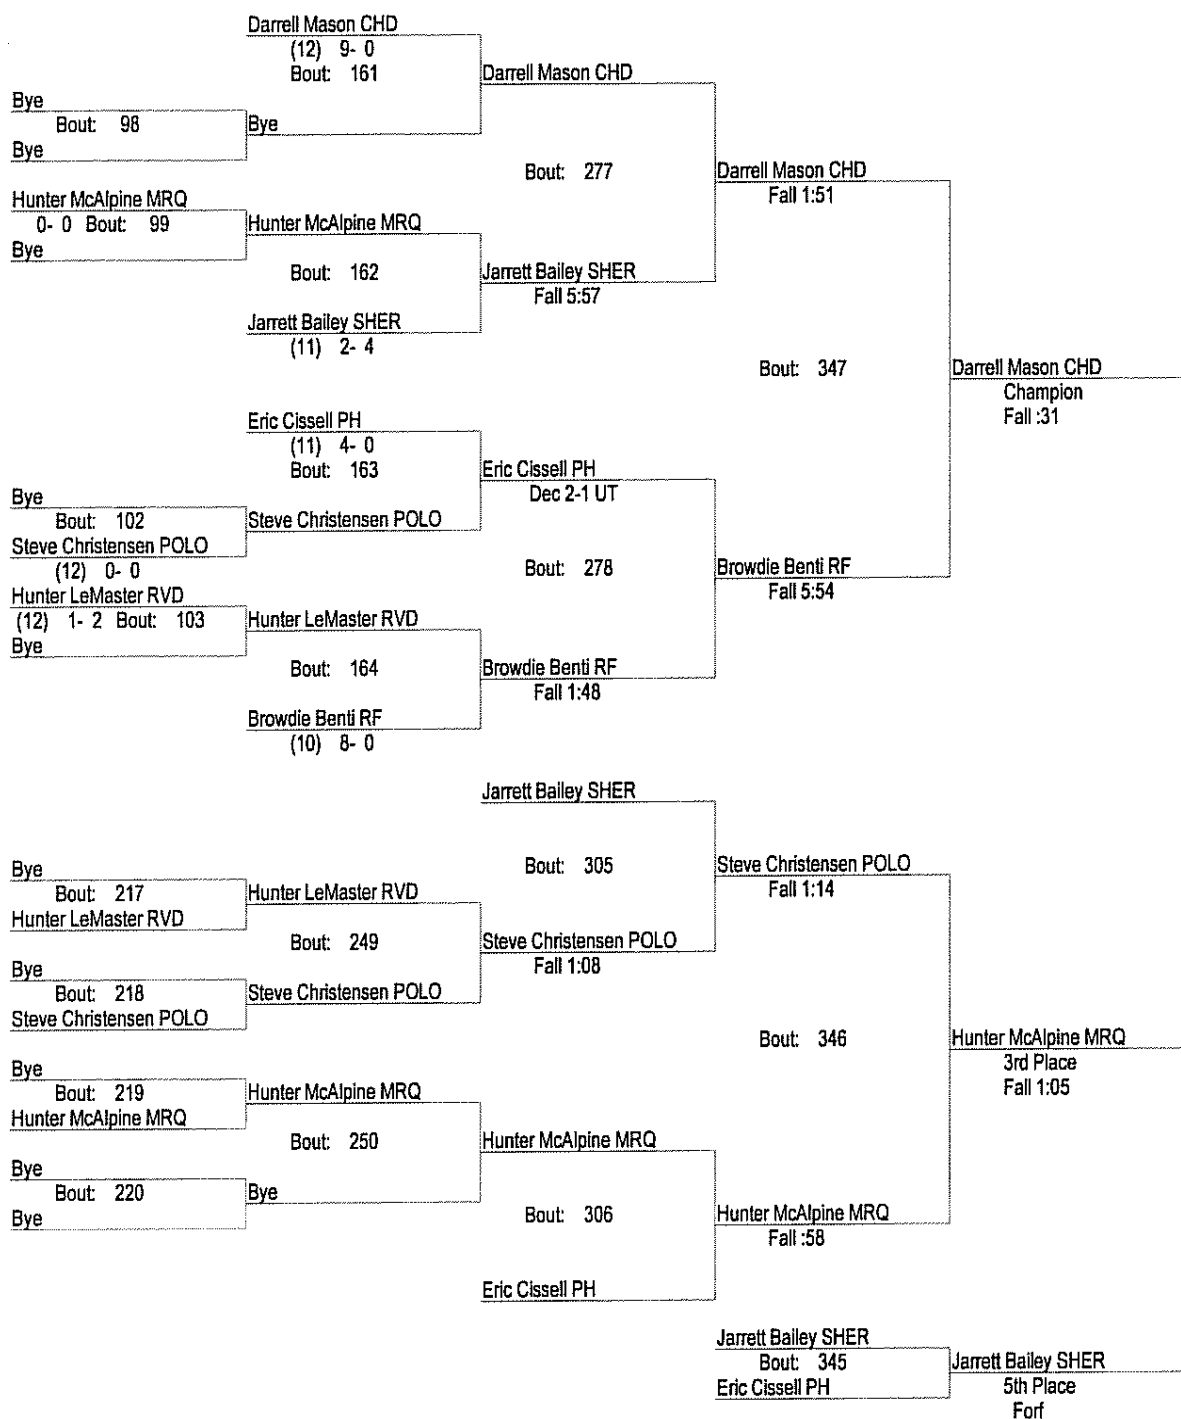 Darrell Mason CHD
(12) 9- 0
Bout: 161
Darrell Mason CHD
Bye
Bout: 98
Bye
Bye
Bout: 277
Darrell Mason CHD
Fall 1:51
Hunter McAlpine MRQ
0- 0 Bout: 99
Hunter McAlpine MRQ
Bye
Bout: 162
Jarrett Bailey SHER
Fall 5:57
Jarrett Bailey SHER
(11) 2- 4
Bout: 347
Darrell Mason CHD
Champion
Fall :31
Eric Cissell PH
(11) 4- 0
Bout: 163
Eric Cissell PH
Dec 2-1 UT
Bye
Bout: 102
Steve Christensen POLO
Steve Christensen POLO
(12) 0- 0
Bout: 278
Browdie Benti RF
Fall 5:54
Hunter LeMaster RVD
(12) 1- 2 Bout: 103
Hunter LeMaster RVD
Bye
Bout: 164
Browdie Benti RF
Fall 1:48
Browdie Benti RF
(10) 8- 0
Jarrett Bailey SHER
Bout: 305
Steve Christensen POLO
Fall 1:14
Bye
Bout: 217
Hunter LeMaster RVD
Hunter LeMaster RVD
Bout: 249
Steve Christensen POLO
Fall 1:08
Bye
Bout: 218
Steve Christensen POLO
Steve Christensen POLO
Bout: 346
Hunter McAlpine MRQ
3rd Place
Fall 1:05
Bye
Bout: 219
Hunter McAlpine MRQ
Hunter McAlpine MRQ
Bout: 250
Hunter McAlpine MRQ
Bye
Bout: 220
Bye
Bye
Bout: 306
Hunter McAlpine MRQ
Fall :58
Eric Cissell PH
Jarrett Bailey SHER
Bout: 345
Eric Cissell PH
Jarrett Bailey SHER
5th Place
Forf